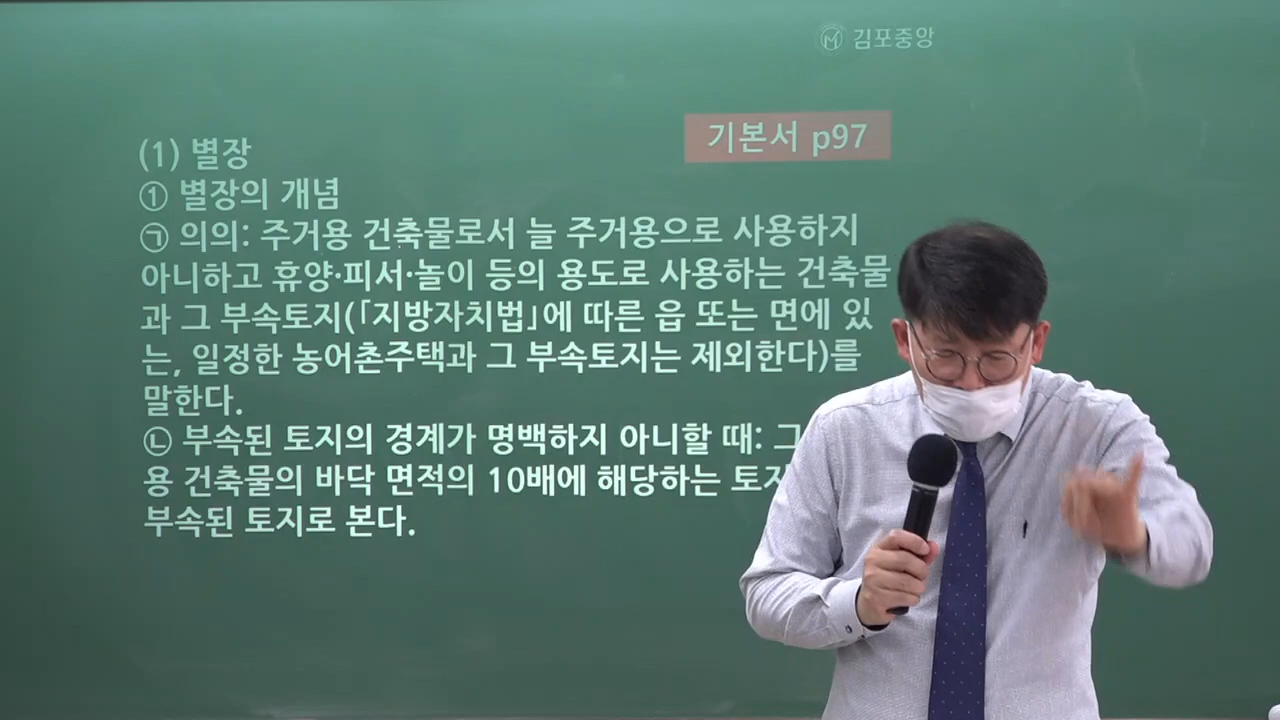 김포중앙
기본서 p97
(1) 별장
① 별장의 개념
㉠ 의의: 주거용 건축물로서 늘 주거용으로 사용하지
아니하고 휴양·피서·놀이 등의 용도로 사용하는 건축물
과 그 부속토지(｢지방자치법｣에 따른 읍 또는 면에 있
는, 일정한 농어촌주택과 그 부속토지는 제외한다)를
말한다.
㉡ 부속된 토지의 경계가 명백하지 아니할 때: 그
용 건축물의 바닥 면적의 10배에 해당하는
부속된 토지로 본다.